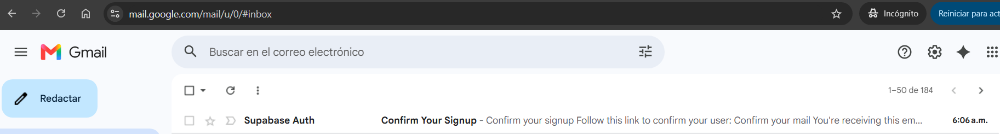 mail.google.com/mail/u/0/#inbox
Incógnito
Reiniciar para act
Gmail
Buscar en el correo electrónico
Redactar
1–50 de 184
Supabase Auth Confirm Your Signup - Confirm your signup Follow this link to confirm your user: Confirm your mail You're receiving this em... 6:06 a.m.